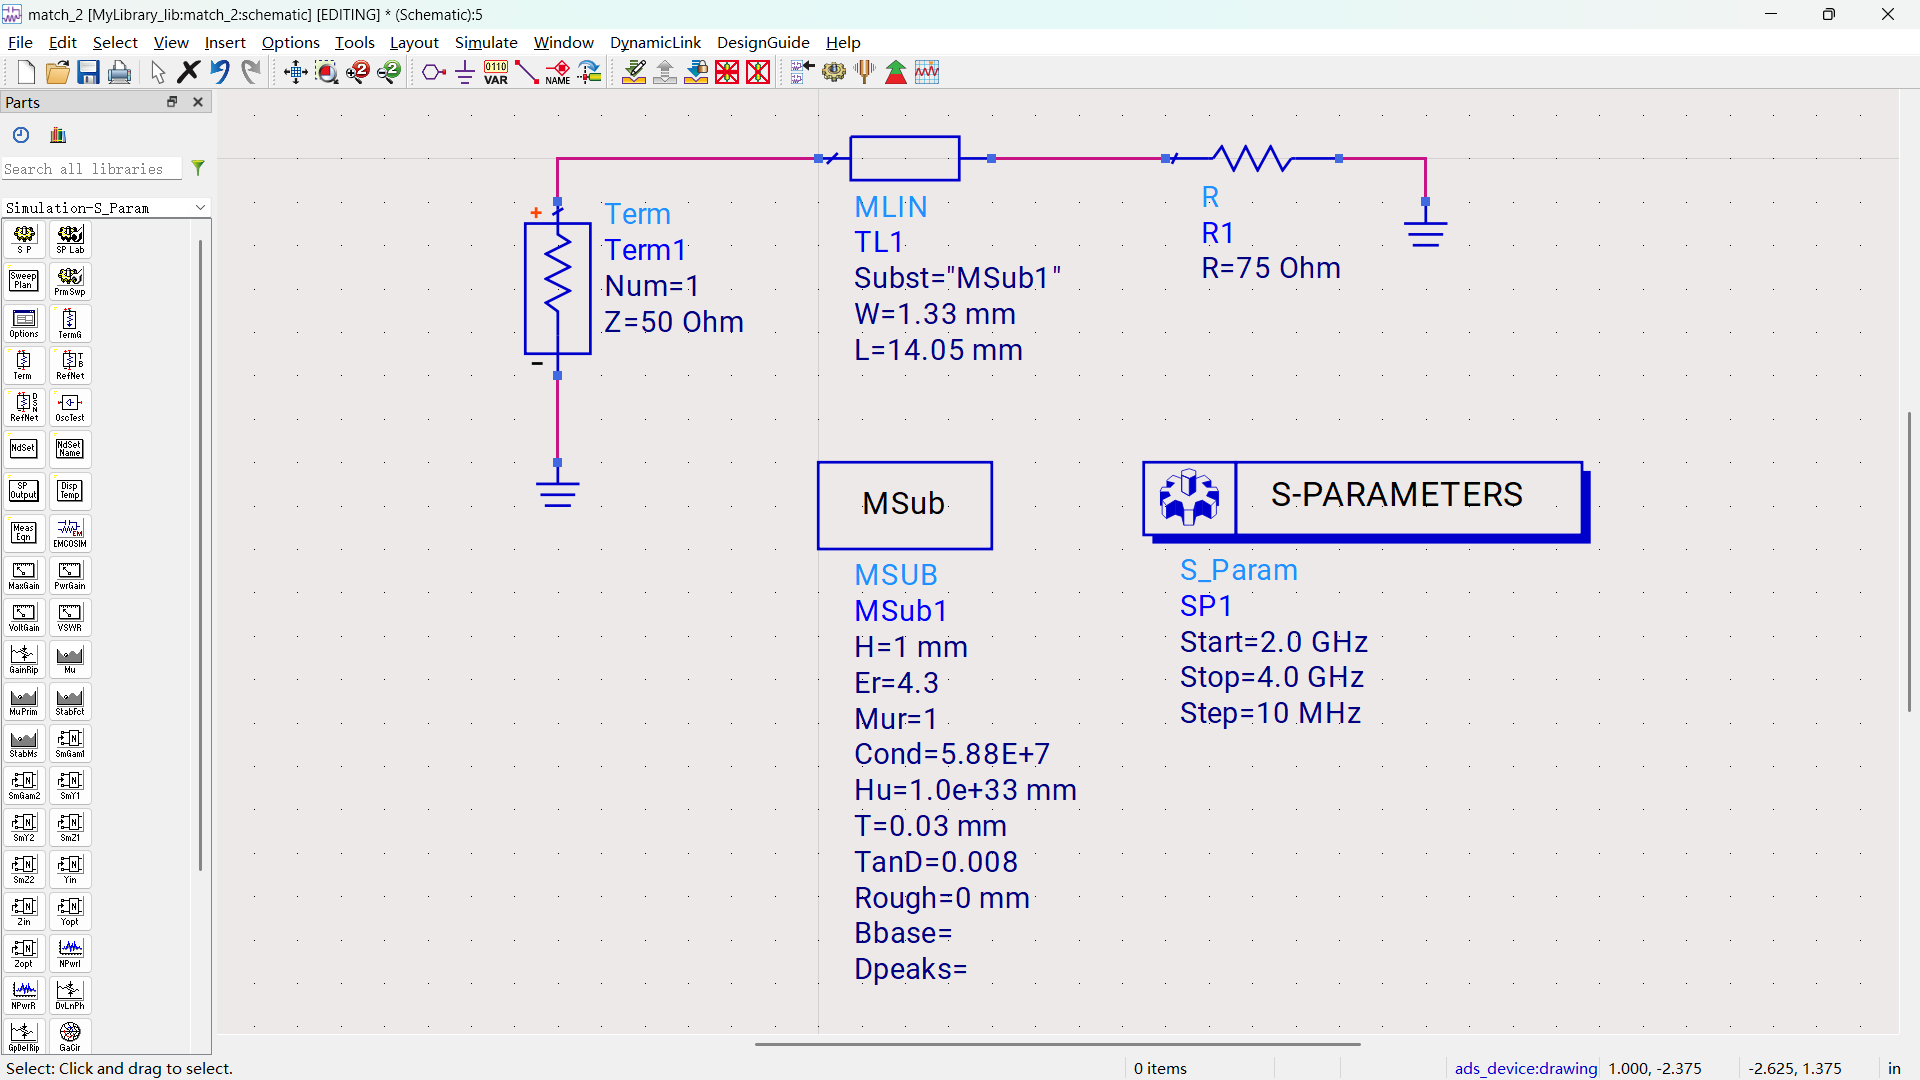 match_2 [MyLibrary_lib:match_2:schematic] [EDITING] * (Schematic):5
File Edit Select View Insert Options Tools Layout Simulate Window DynamicLink DesignGuide Help
0110
VAR
NAME
Parts
Search all libraries
Simulation-S_Param
S P
SP Lab
Sweep
Plan
Prm Swp
Options
TermG
Term
T
B
RefNet
D
S
N
RefNet
OscTest
NdSet
NdSet
Name
SP
Output
Disp
Temp
Meas
Eqn
EM
EMCOSIM
MaxGain
PwrGain
VoltGain
VSWR
GainRip
Mu
MuPrim
StabFct
StabMs
SmGam1
SmGam2
SmY1
SmY2
SmZ1
SmZ2
Yin
Zin
Yopt
Zopt
NPwrI
NPwrR
DvLnPh
GpDelRip
GaCir
+
Term
Term1
Num=1
Z=50 Ohm
-
MLIN
TL1
Subst="MSub1"
W=1.33 mm
L=14.05 mm
R
R1
R=75 Ohm
MSub
MSUB
MSub1
H=1 mm
Er=4.3
Mur=1
Cond=5.88E+7
Hu=1.0e+33 mm
T=0.03 mm
TanD=0.008
Rough=0 mm
Bbase=
Dpeaks=
S-PARAMETERS
S_Param
SP1
Start=2.0 GHz
Stop=4.0 GHz
Step=10 MHz
Select: Click and drag to select.
0 items
ads_device:drawing
1.000, -2.375
-2.625, 1.375
in